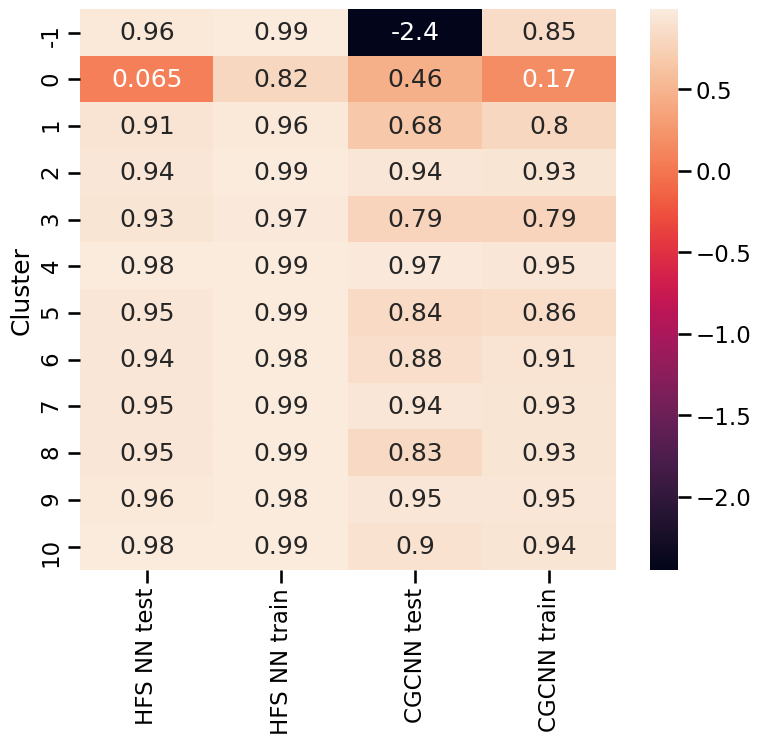 -1 0.96 0.99 -2.4 0.85
0 0.065 0.82 0.46 0.17
1 0.91 0.96 0.68 0.8
2 0.94 0.99 0.94 0.93
3 0.93 0.97 0.79 0.79
4 0.98 0.99 0.97 0.95
5 0.95 0.99 0.84 0.86
6 0.94 0.98 0.88 0.91
7 0.95 0.99 0.94 0.93
8 0.95 0.99 0.83 0.93
9 0.96 0.98 0.95 0.95
10 0.98 0.99 0.9 0.94
Cluster
HFS NN test
HFS NN train
CGCNN test
CGCNN train
0.5
0.0
−0.5
−1.0
−1.5
−2.0